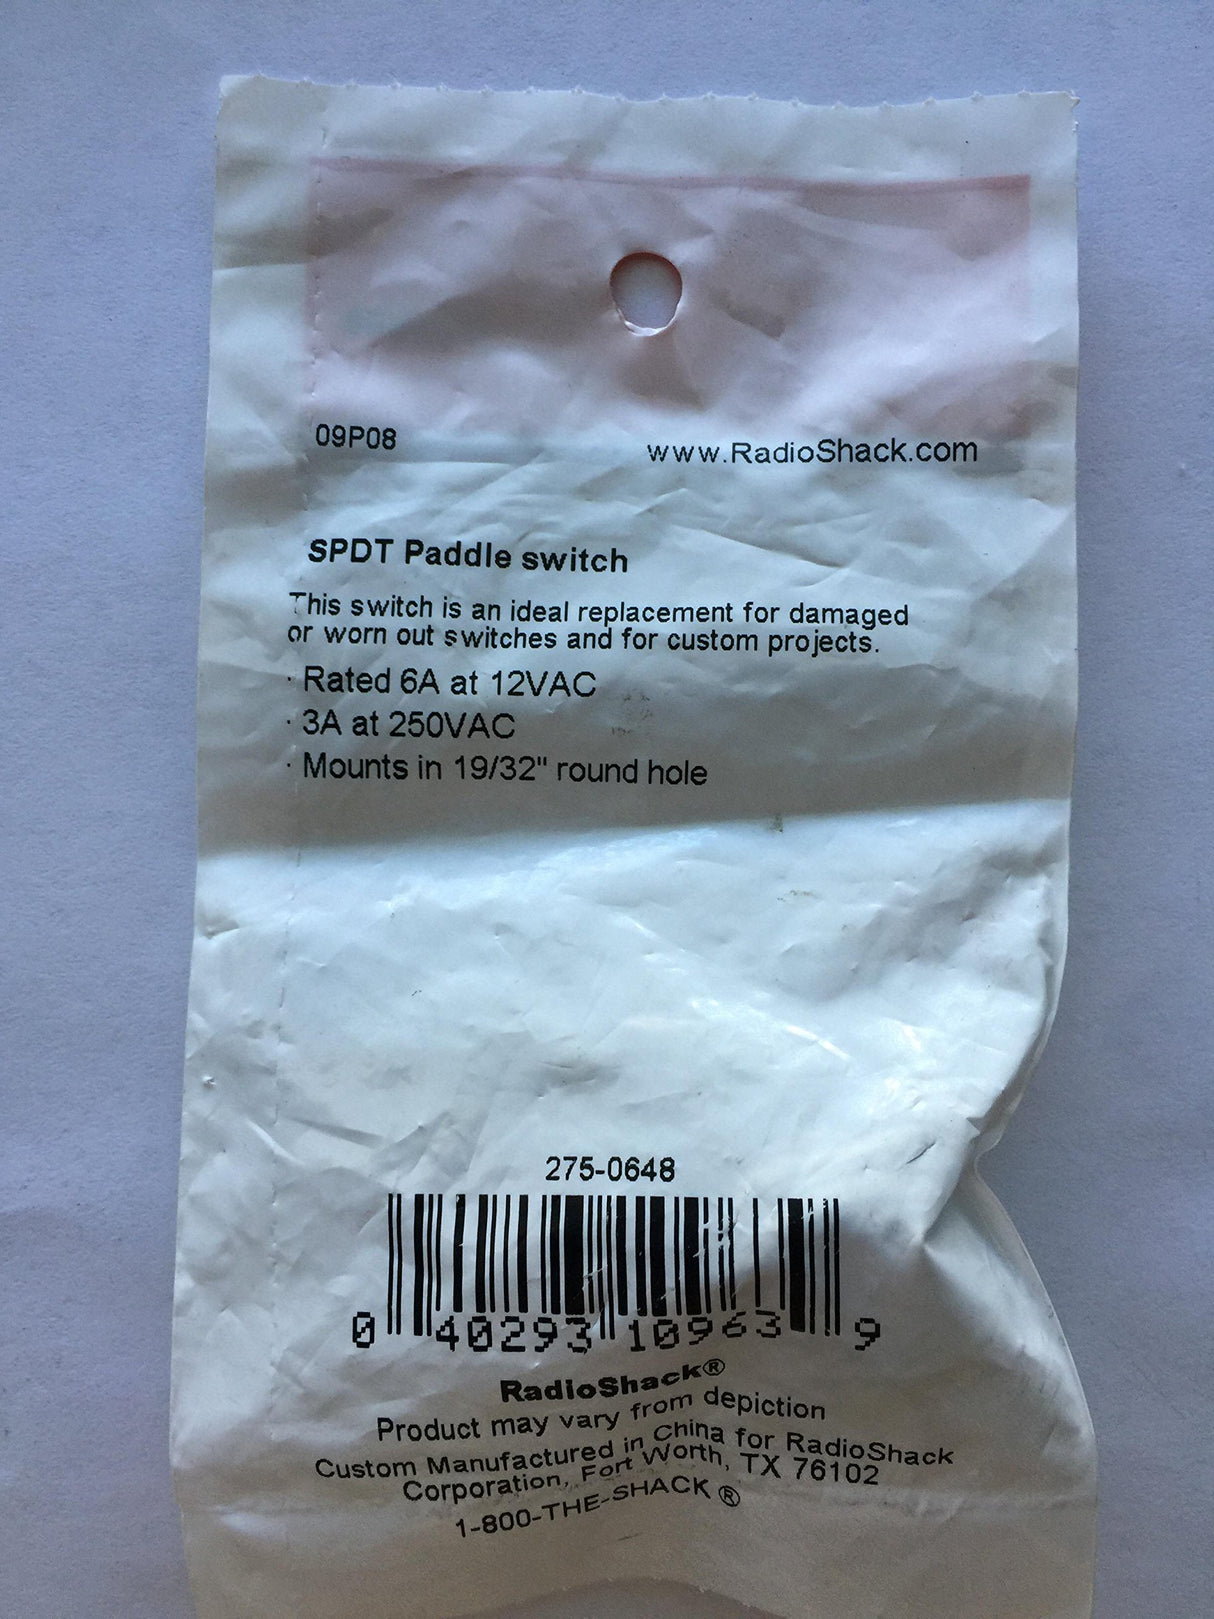 09P08
www.RadioShack.com
SPDT Paddle switch
This switch is an ideal replacement for damaged
or worn out switches and for custom projects.
· Rated 6A at 12VAC
· 3A at 250VAC
· Mounts in 19/32" round hole
275-0648
0 40293 10963 9
RadioShack®
Product may vary from depiction
Custom Manufactured in China for RadioShack
Corporation, Fort Worth, TX 76102
1-800-THE-SHACK®